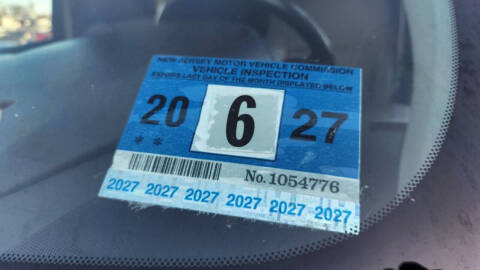 NEW JERSEY MOTOR VEHICLE COMMISSION
VEHICLE INSPECTION
EXPIRES LAST DAY OF THE MONTH DISPLAYED BELOW
20 6 27
* *
No. 1054776
2027 2027 2027 2027 2027 2027